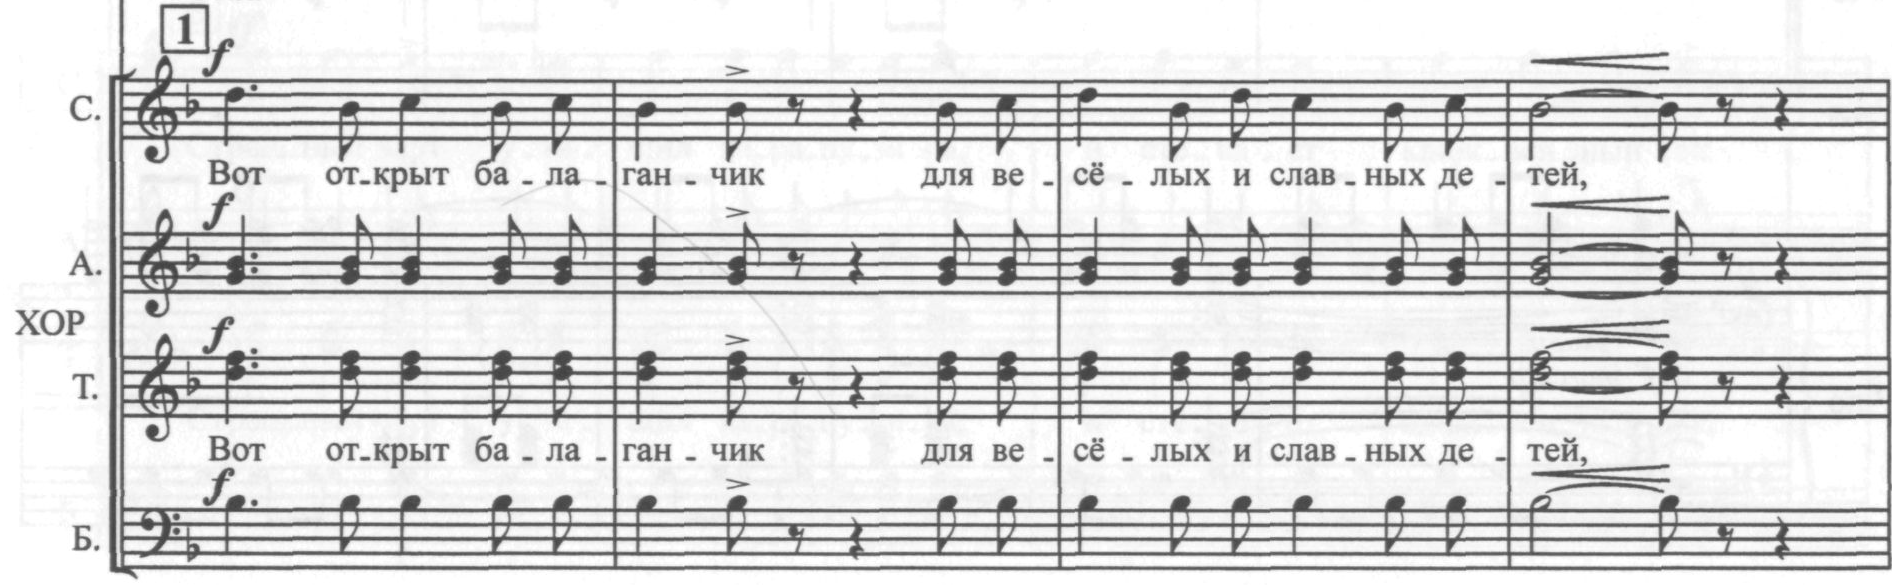 1
f
С.
Вот от-крыт ба - ла - ган - чик для ве - сё - лых и слав - ных де - тей,
f
А.
ХОР
f
Т.
Вот от-крыт ба - ла - ган - чик для ве - сё - лых и слав - ных де - тей,
f
Б.